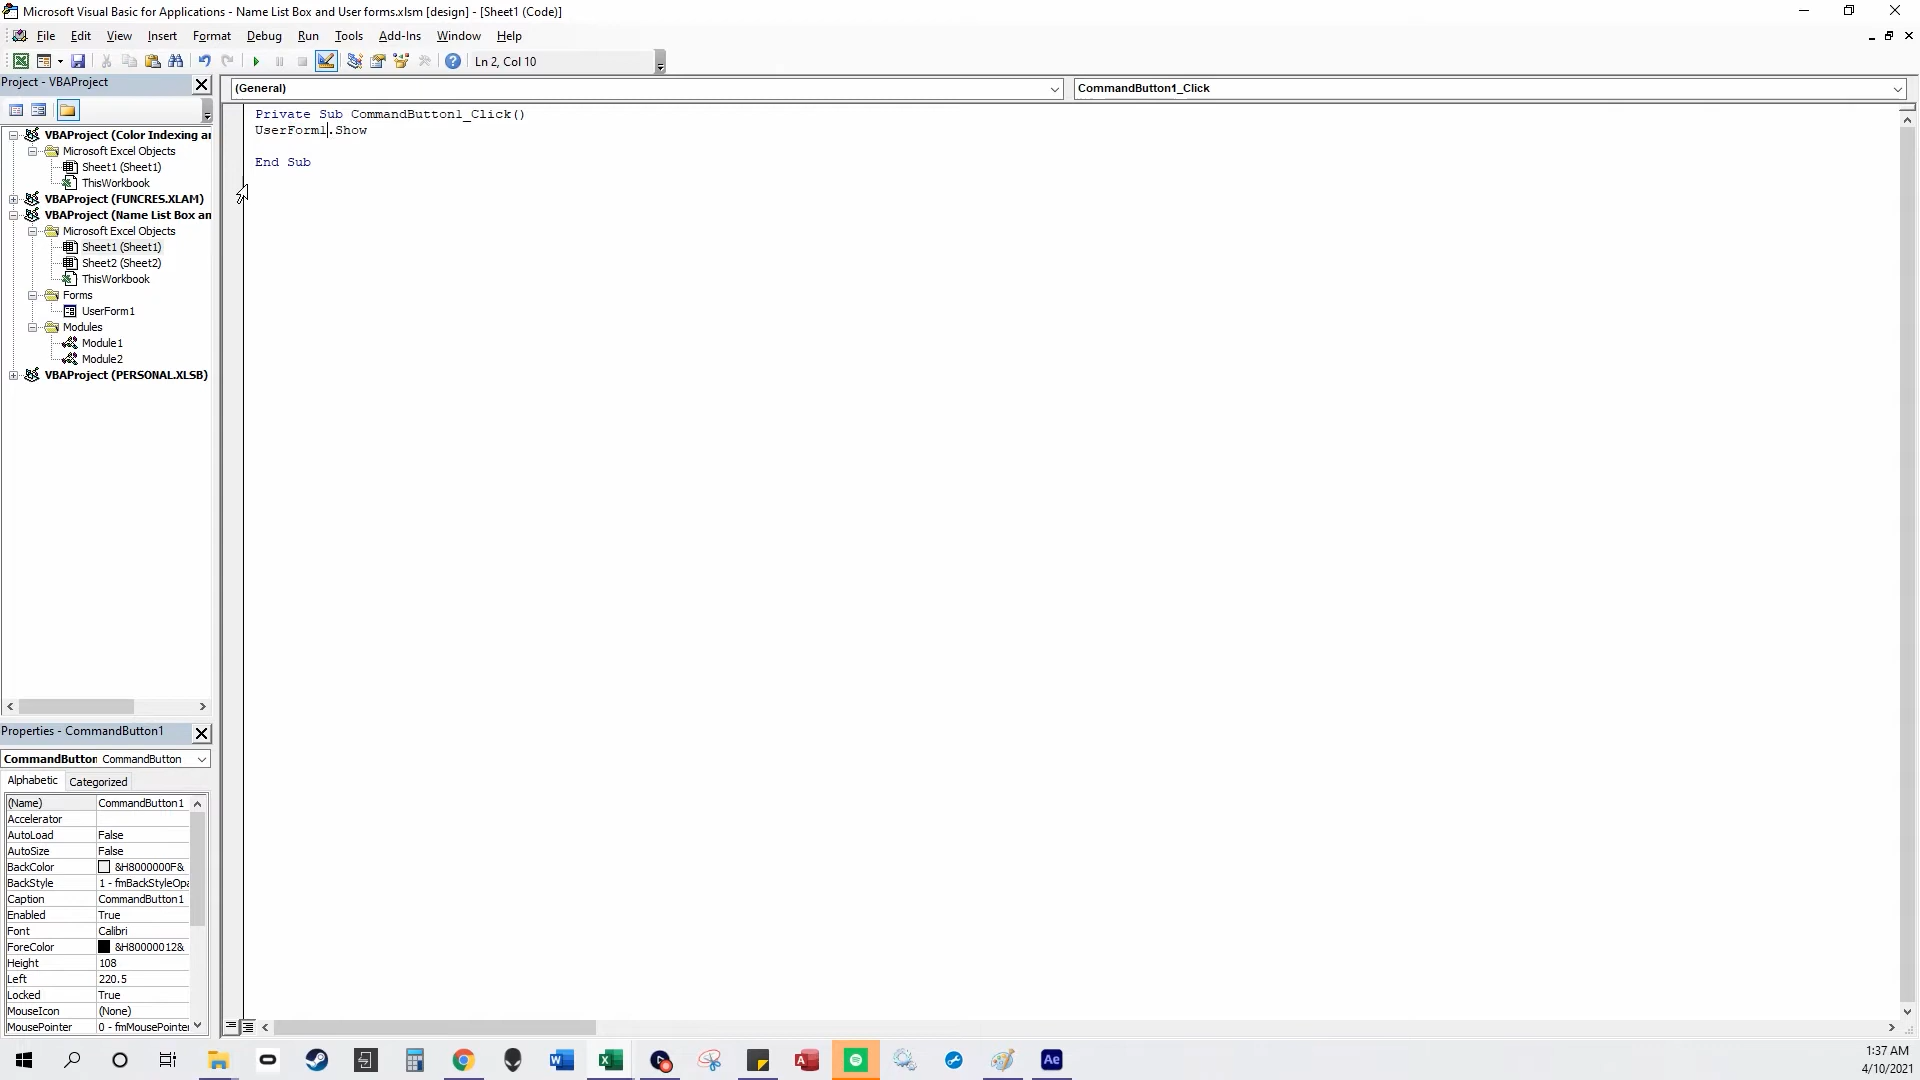 Microsoft Visual Basic for Applications - Name List Box and User forms.xlsm [design] - [Sheet1 (Code)]
File Edit View Insert Format Debug Run Tools Add-Ins Window Help
Ln 2, Col 10
Project - VBAProject
(General)
CommandButton1_Click
Private Sub CommandButton1_Click()
UserForm1.Show
End Sub
VBAProject (Color Indexing ar
Microsoft Excel Objects
Sheet1 (Sheet1)
ThisWorkbook
VBAProject (FUNCRES.XLAM)
VBAProject (Name List Box an
Microsoft Excel Objects
Sheet1 (Sheet1)
Sheet2 (Sheet2)
ThisWorkbook
Forms
UserForm1
Modules
Module1
Module2
VBAProject (PERSONAL.XLSB)
Properties - CommandButton1
CommandButton CommandButton
Alphabetic Categorized
(Name) CommandButton1
Accelerator
AutoLoad False
AutoSize False
BackColor &H8000000F&
BackStyle 1 - fmBackStyleOpa
Caption CommandButton1
Enabled True
Font Calibri
ForeColor &H80000012&
Height 108
Left 220.5
Locked True
MouseIcon (None)
MousePointer 0 - fmMousePointer
Ae
1:37 AM
4/10/2021